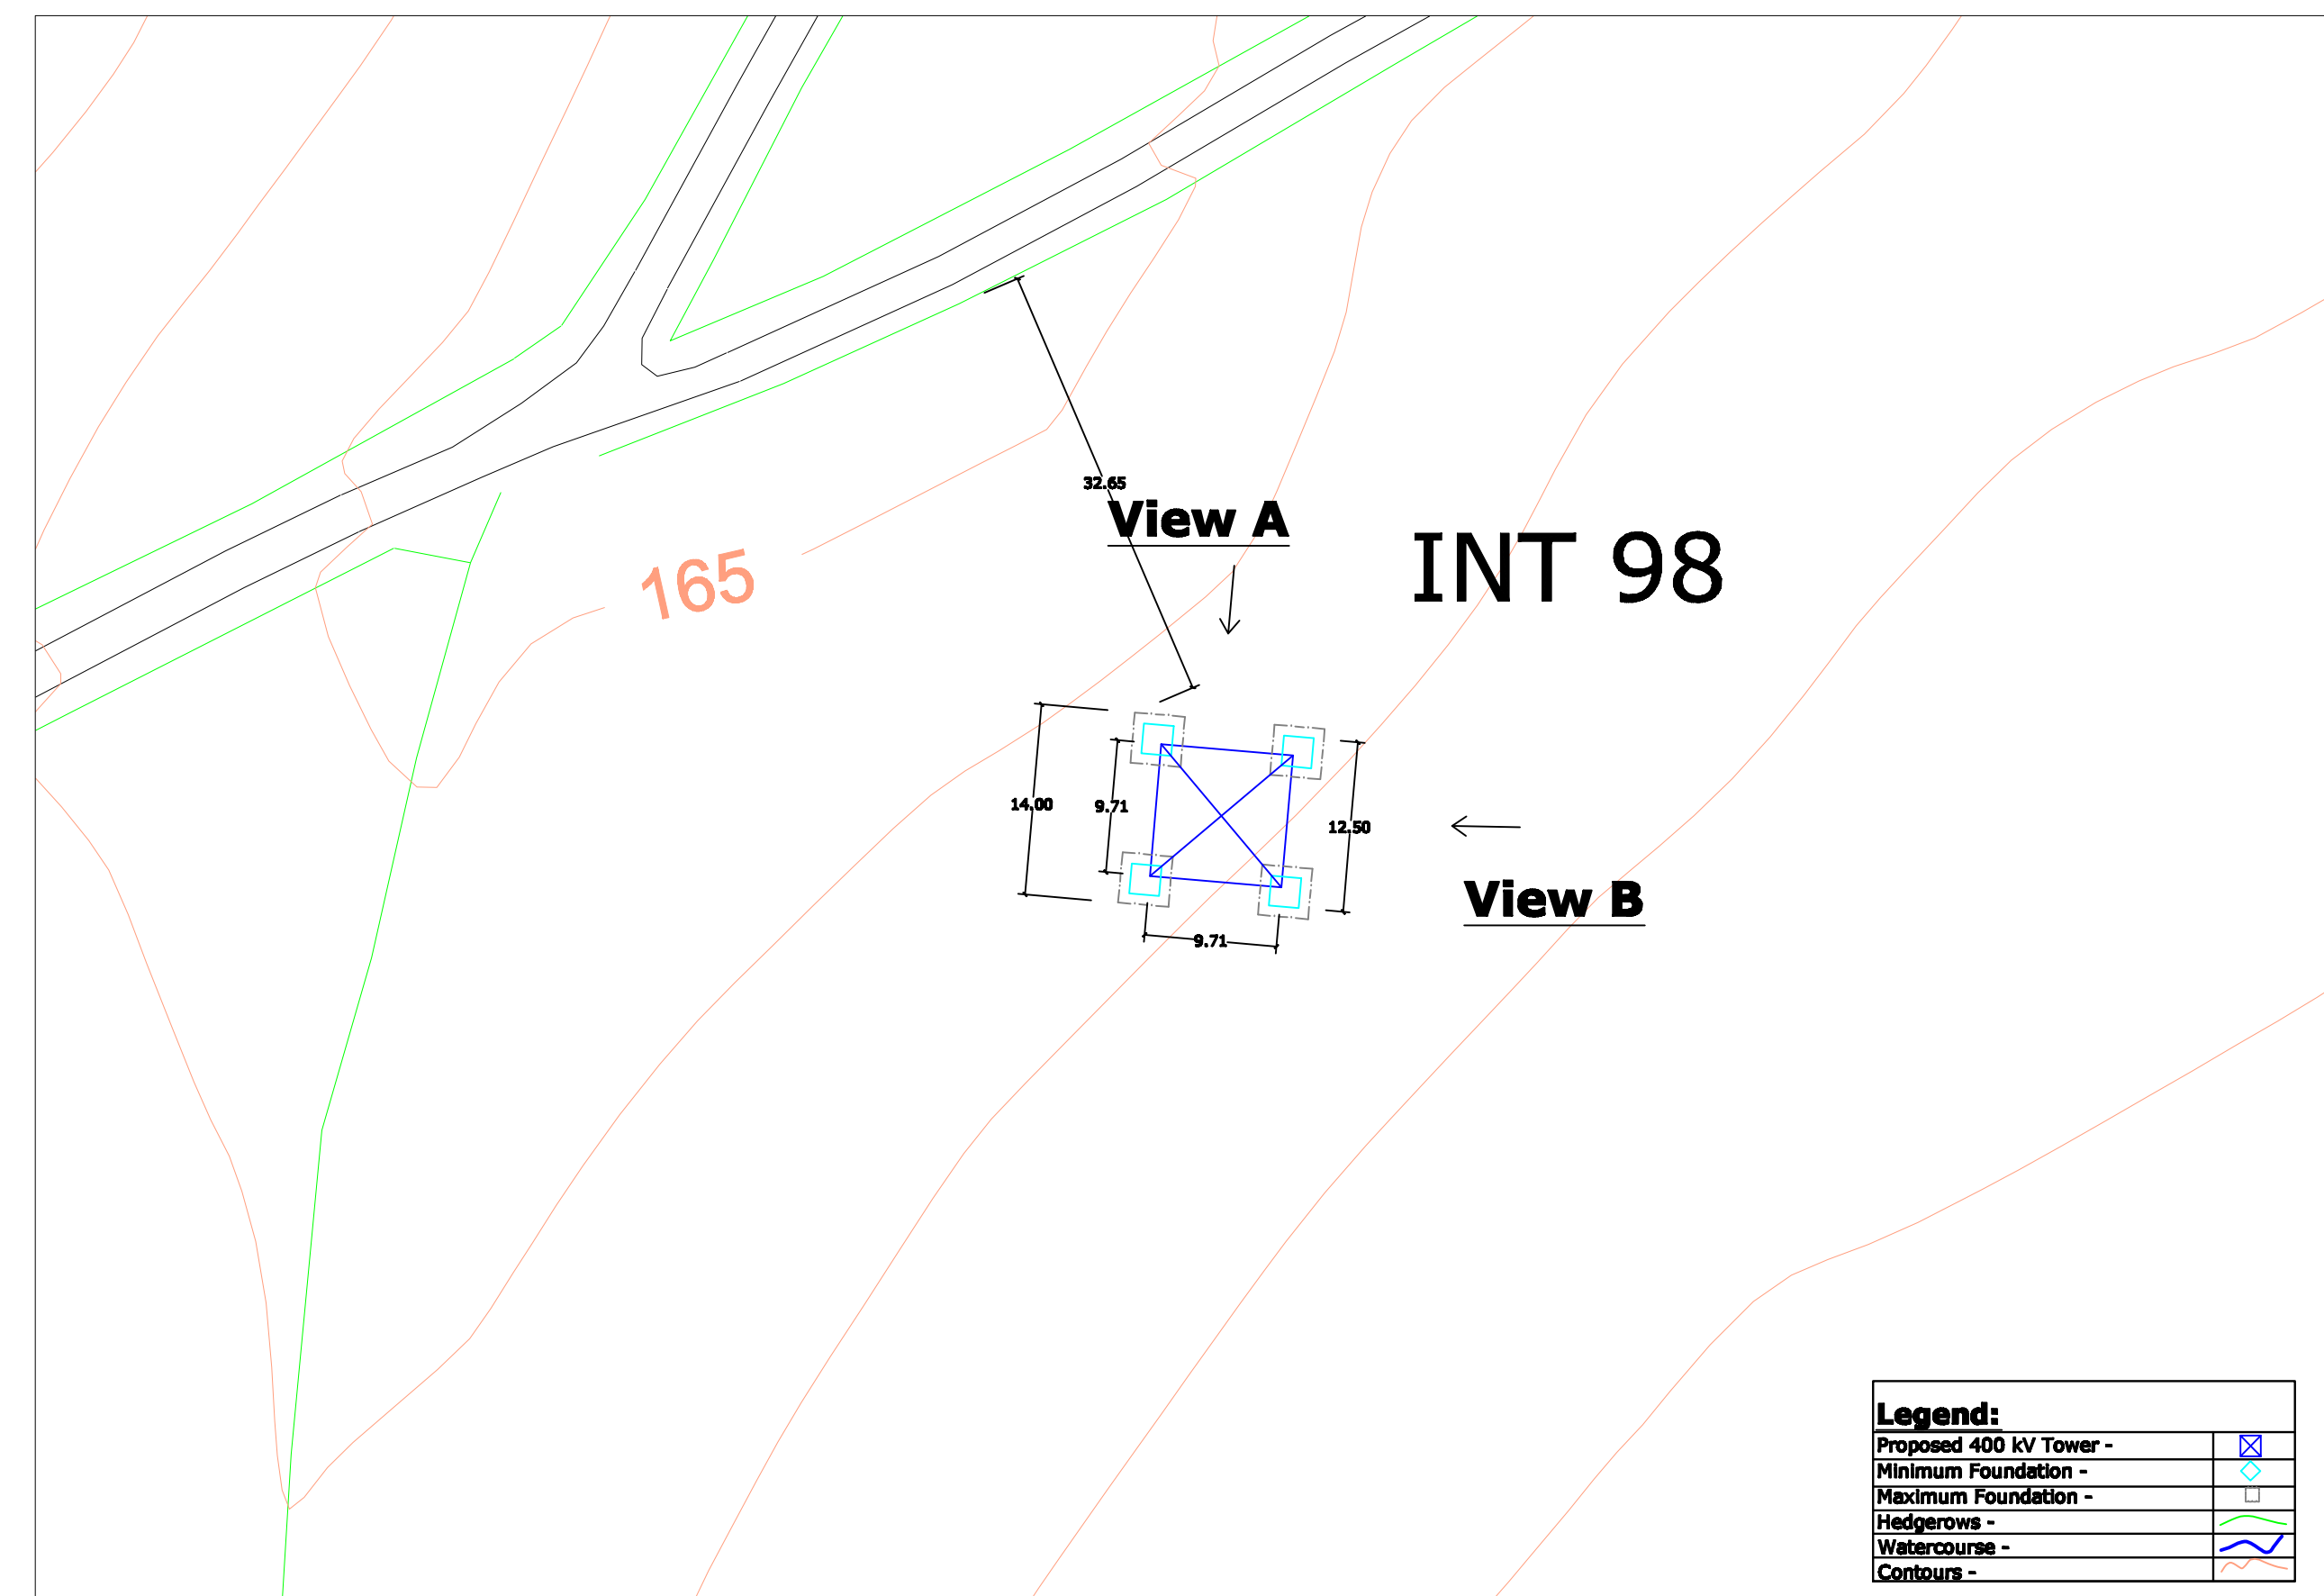 32.65
View A
INT 98
165
14.00
9.71
12.50
View B
9.71
Legend:
Proposed 400 kV Tower -
Minimum Foundation -
Maximum Foundation -
Hedgerows -
Watercourse -
Contours -